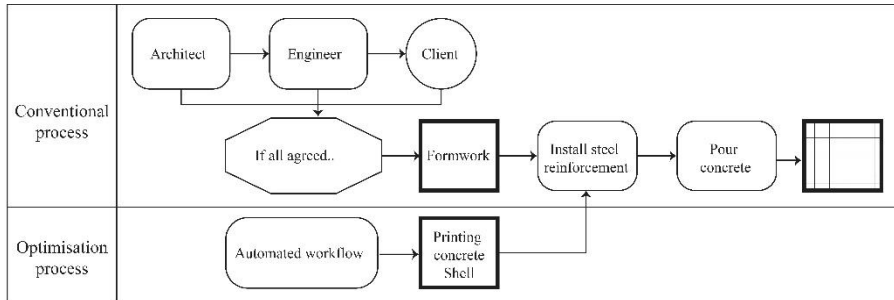 Architect
Engineer
Client
Conventional
process
If all agreed..
Formwork
Install steel
reinforcement
Pour
concrete
Optimisation
process
Automated workflow
Printing
concrete
Shell